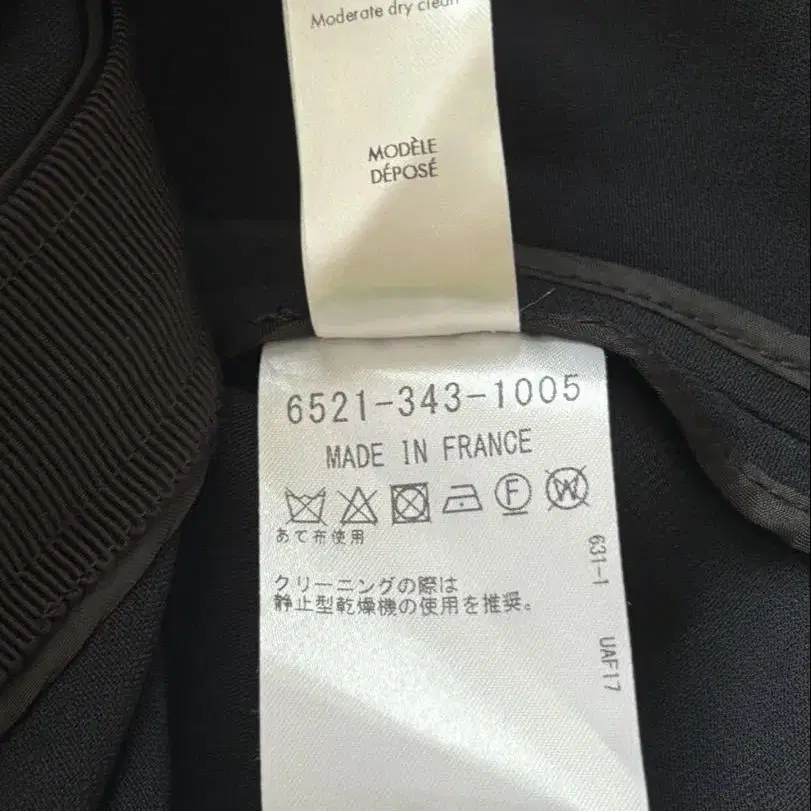 Moderate dry clean
MODÈLE
DÉPOSÉ
6521-343-1005
MADE IN FRANCE
F W
あて布使用
クリーニングの際は
静止型乾燥機の使用を推奨。
631-1
UAF17